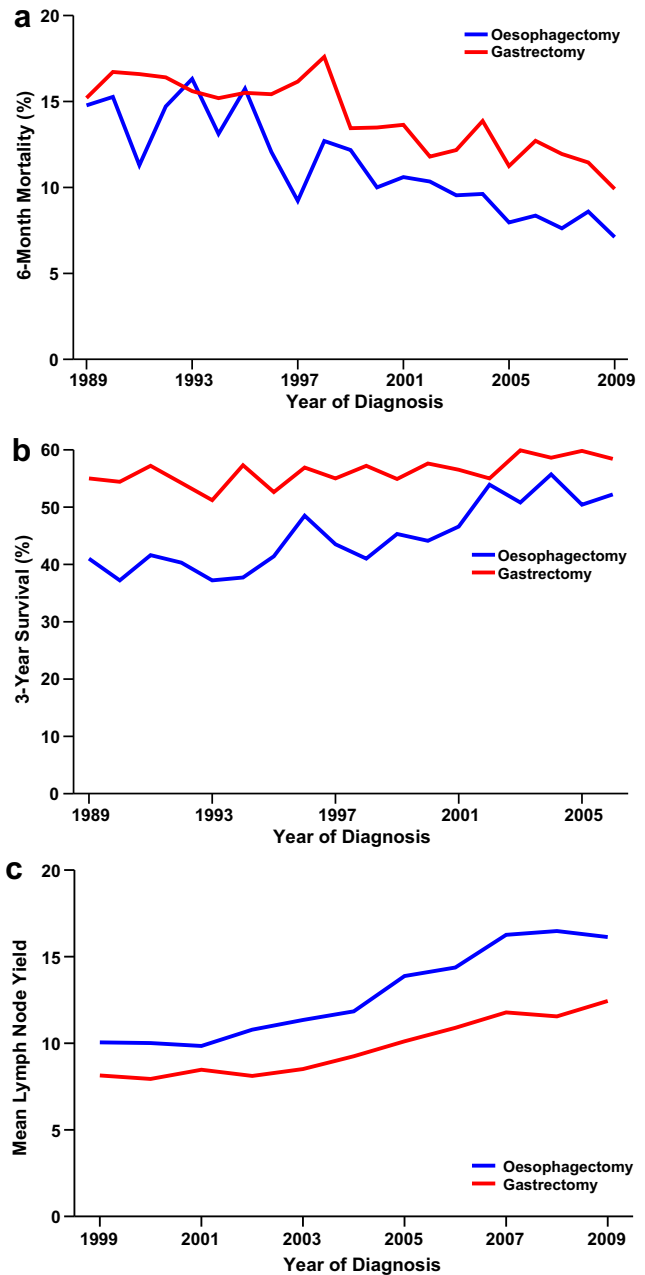 a
20
15
10
5
0
6-Month Mortality (%)
Oesophagectomy
Gastrectomy
1989 1993 1997 2001 2005 2009
Year of Diagnosis
b
60
50
40
30
20
10
0
3-Year Survival (%)
Oesophagectomy
Gastrectomy
1989 1993 1997 2001 2005
Year of Diagnosis
c
20
15
10
5
0
Mean Lymph Node Yield
Oesophagectomy
Gastrectomy
1999 2001 2003 2005 2007 2009
Year of Diagnosis